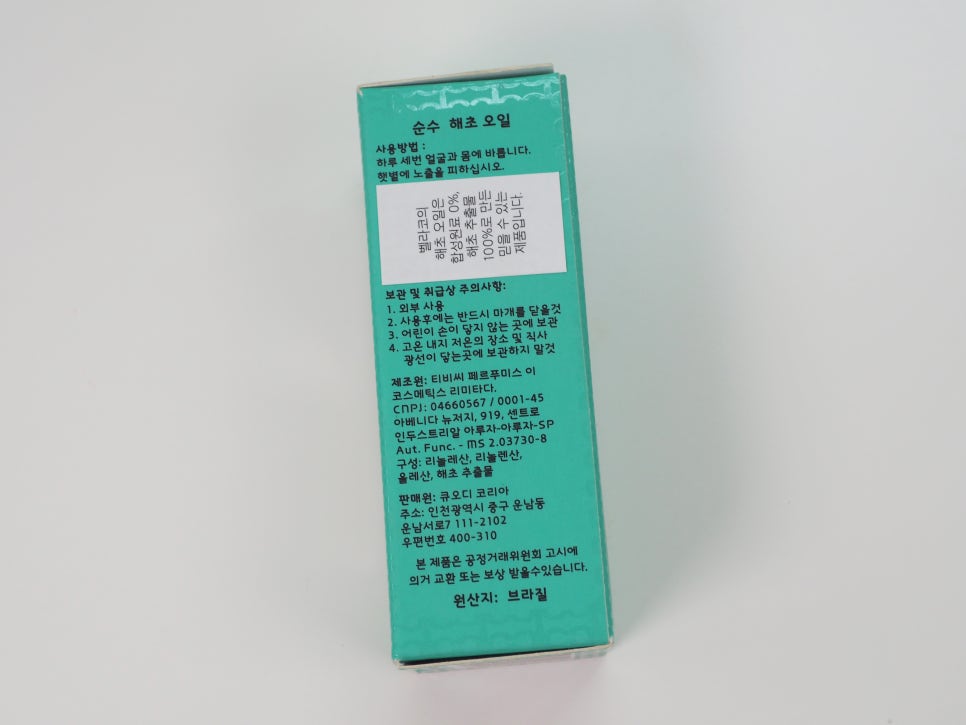 순수 해초 오일
사용방법 :
하루 세번 얼굴과 몸에 바릅니다.
햇볕에 노출을 피하십시오.
벨라코의
해초 오일은
합성원료 0%,
해초 추출물
100%로 만든
믿을 수 있는
제품입니다.
보관 및 취급상 주의사항:
1. 외부 사용
2. 사용후에는 반드시 마개를 닫을것
3. 어린이 손이 닿지 않는 곳에 보관
4. 고온 내지 저온의 장소 및 직사
광선이 닿는곳에 보관하지 말것
제조원: 티비씨 페르푸미스 이
코스메틱스 리미타다.
CNPJ: 04660567 / 0001-45
아베니다 뉴저지, 919, 센트로
인두스트리알 아루자-아루자-SP
Aut. Func. - MS 2.03730-8
구성: 리놀레산, 리놀렌산,
올레산, 해초 추출물
판매원: 큐오디 코리아
주소: 인천광역시 중구 운남동
운남서로7 111-2102
우편번호 400-310
본 제품은 공정거래위원회 고시에
의거 교환 또는 보상 받을수있습니다.
원산지: 브라질